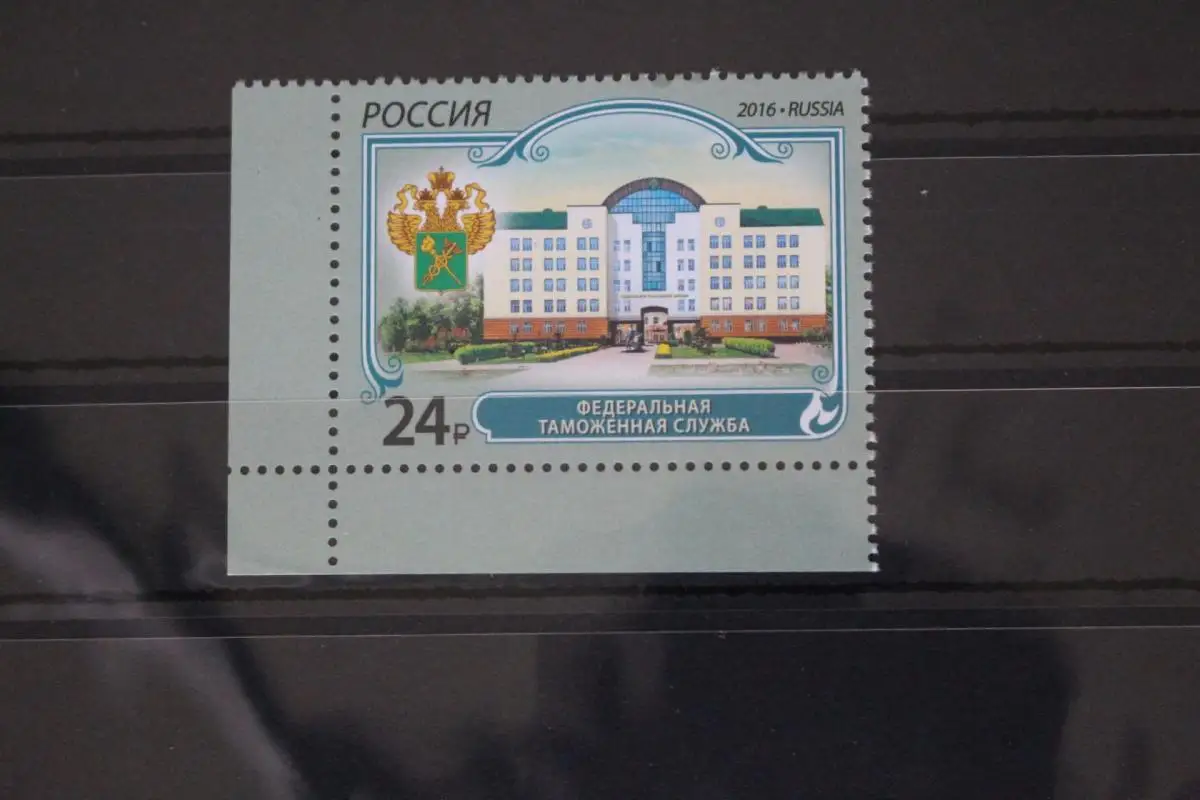 РОССИЯ
2016 • RUSSIA
24₽
ФЕДЕРАЛЬНАЯ
ТАМОЖЕННАЯ СЛУЖБА